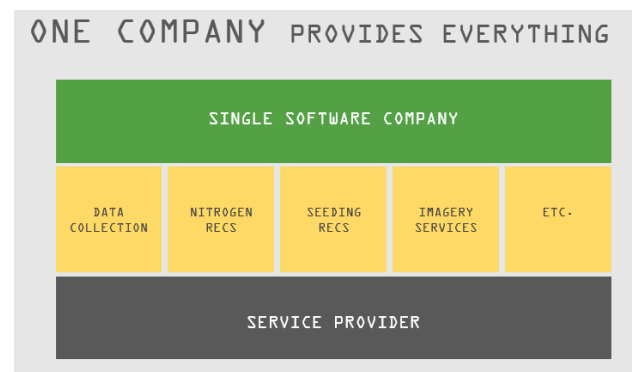 ONE COMPANY PROVIDES EVERYTHING
SINGLE SOFTWARE COMPANY
DATA
COLLECTION
NITROGEN
RECS
SEEDING
RECS
IMAGERY
SERVICES
ETC.
SERVICE PROVIDER